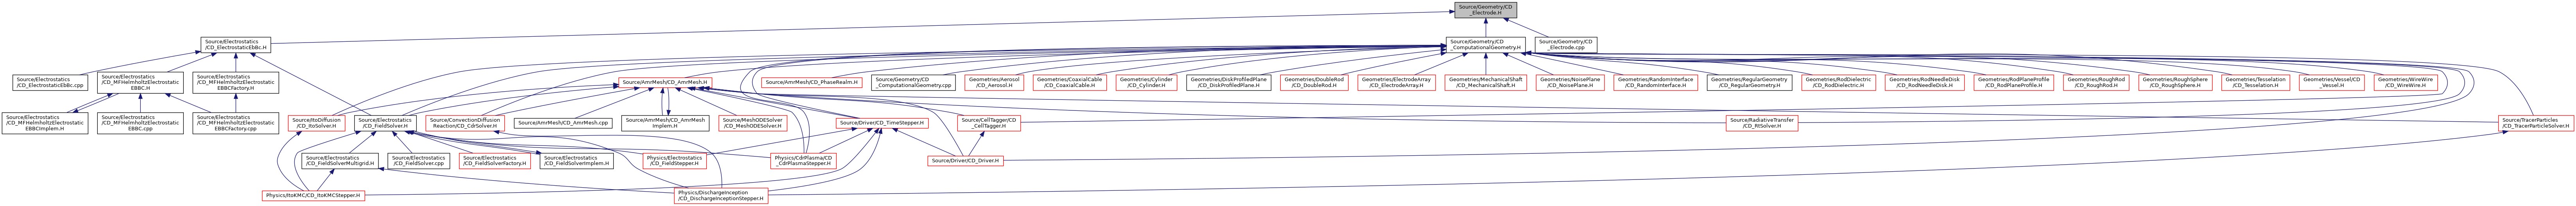 Source/Geometry/CD
_Electrode.H
Source/Electrostatics
/CD_ElectrostaticEbBc.H
Source/Geometry/CD
_ComputationalGeometry.H
Source/Geometry/CD
_Electrode.cpp
Source/Electrostatics
/CD_ElectrostaticEbBc.cpp
Source/Electrostatics
/CD_MFHelmholtzElectrostatic
EBBC.H
Source/Electrostatics
/CD_MFHelmholtzElectrostatic
EBBCFactory.H
Source/AmrMesh/CD_AmrMesh.H
Source/AmrMesh/CD_PhaseRealm.H
Source/Geometry/CD
_ComputationalGeometry.cpp
Geometries/Aerosol
/CD_Aerosol.H
Geometries/CoaxialCable
/CD_CoaxialCable.H
Geometries/Cylinder
/CD_Cylinder.H
Geometries/DiskProfiledPlane
/CD_DiskProfiledPlane.H
Geometries/DoubleRod
/CD_DoubleRod.H
Geometries/ElectrodeArray
/CD_ElectrodeArray.H
Geometries/MechanicalShaft
/CD_MechanicalShaft.H
Geometries/NoisePlane
/CD_NoisePlane.H
Geometries/RandomInterface
/CD_RandomInterface.H
Geometries/RegularGeometry
/CD_RegularGeometry.H
Geometries/RodDielectric
/CD_RodDielectric.H
Geometries/RodNeedleDisk
/CD_RodNeedleDisk.H
Geometries/RodPlaneProfile
/CD_RodPlaneProfile.H
Geometries/RoughRod
/CD_RoughRod.H
Geometries/RoughSphere
/CD_RoughSphere.H
Geometries/Tesselation
/CD_Tesselation.H
Geometries/Vessel/CD
_Vessel.H
Geometries/WireWire
/CD_WireWire.H
Source/Electrostatics
/CD_MFHelmholtzElectrostatic
EBBCImplem.H
Source/Electrostatics
/CD_MFHelmholtzElectrostatic
EBBC.cpp
Source/Electrostatics
/CD_MFHelmholtzElectrostatic
EBBCFactory.cpp
Source/ItoDiffusion
/CD_ItoSolver.H
Source/Electrostatics
/CD_FieldSolver.H
Source/ConvectionDiffusion
Reaction/CD_CdrSolver.H
Source/AmrMesh/CD_AmrMesh.cpp
Source/AmrMesh/CD_AmrMesh
Implem.H
Source/MeshODESolver
/CD_MeshODESolver.H
Source/Driver/CD_TimeStepper.H
Source/CellTagger/CD
_CellTagger.H
Source/RadiativeTransfer
/CD_RtSolver.H
Source/TracerParticles
/CD_TracerParticleSolver.H
Source/Electrostatics
/CD_FieldSolverMultigrid.H
Source/Electrostatics
/CD_FieldSolver.cpp
Source/Electrostatics
/CD_FieldSolverFactory.H
Source/Electrostatics
/CD_FieldSolverImplem.H
Physics/Electrostatics
/CD_FieldStepper.H
Physics/CdrPlasma/CD
_CdrPlasmaStepper.H
Source/Driver/CD_Driver.H
Physics/ItoKMC/CD_ItoKMCStepper.H
Physics/DischargeInception
/CD_DischargeInceptionStepper.H